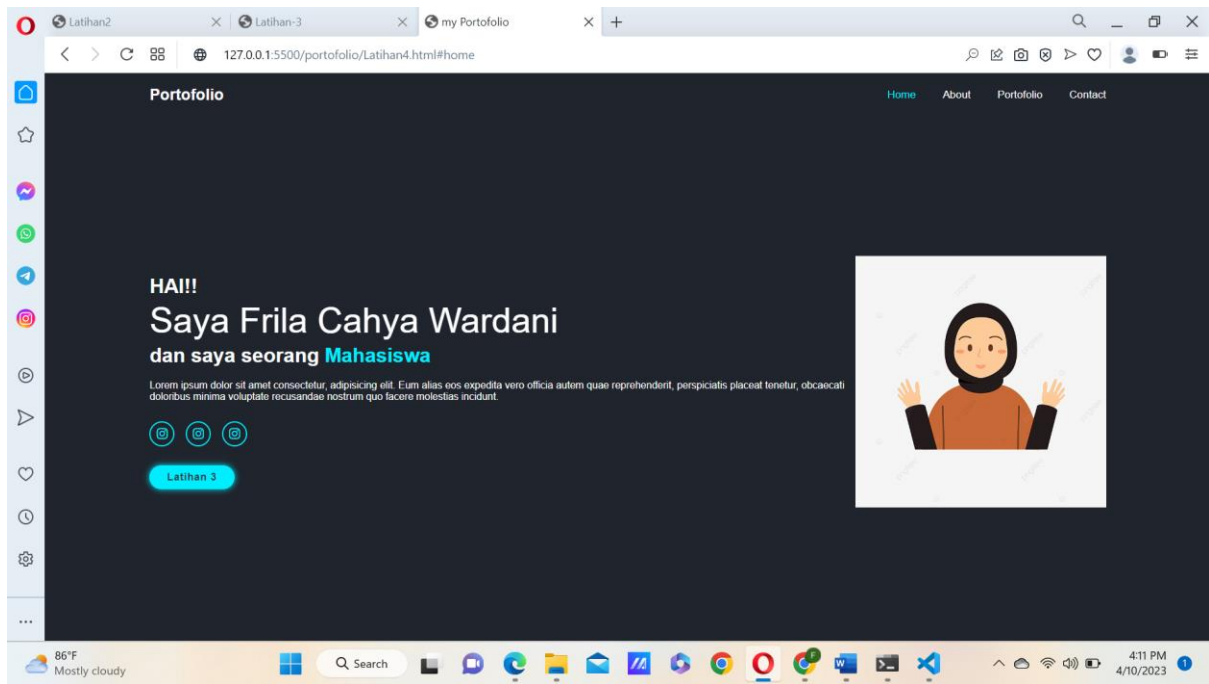 Latihan2
Latihan-3
my Portofolio
127.0.0.1:5500/portofolio/Latihan4.html#home
Portofolio
Home About Portofolio Contact
HAI!!
Saya Frila Cahya Wardani
dan saya seorang Mahasiswa
Lorem ipsum dolor sit amet consectetur, adipisicing elit. Eum alias eos expedita vero officia autem quae reprehenderit, perspiciatis placeat tenetur, obcaecati
doloribus minima voluptate recusandae nostrum quo facere molestias incidunt.
Latihan 3
86°F
Mostly cloudy
Search
4:11 PM
4/10/2023
1